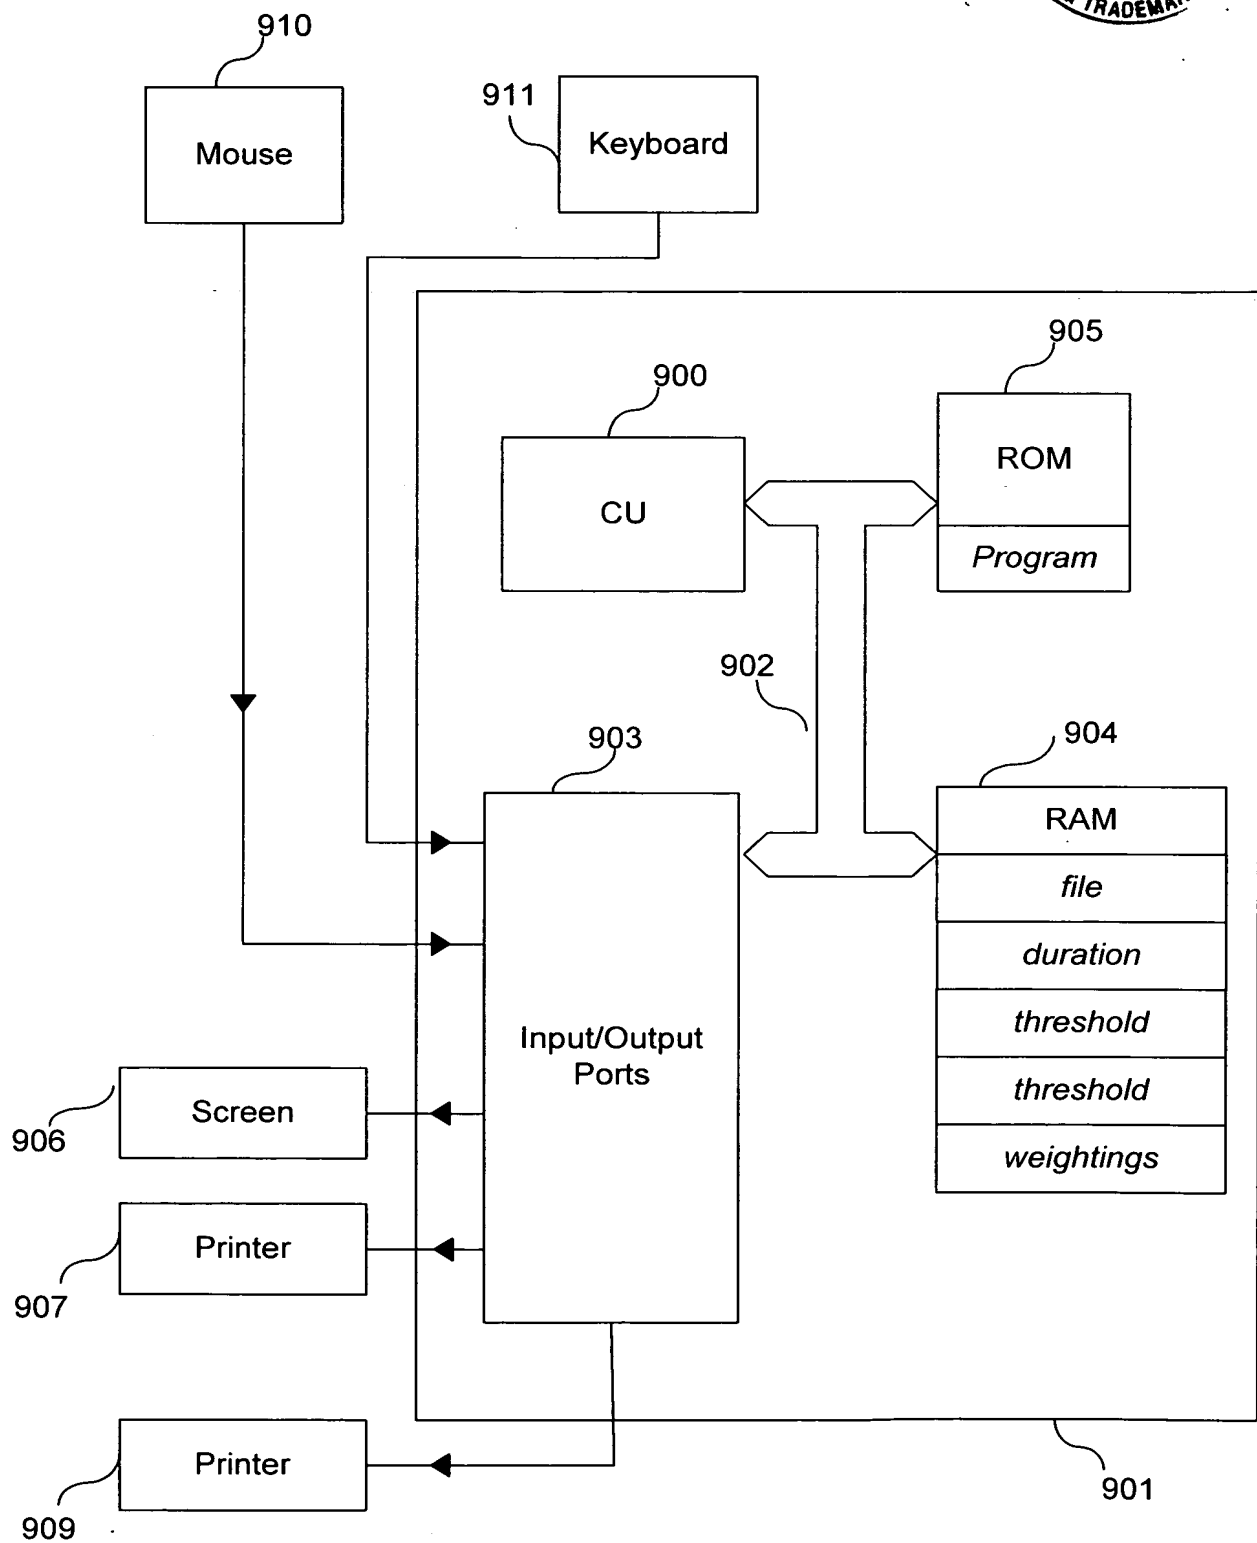 TRADEMAR
910
911
Mouse
Keyboard
905
900
ROM
CU
Program
902
903
904
RAM
file
duration
threshold
Input/Output
Ports
threshold
Screen
906
weightings
Printer
907
Printer
901
909